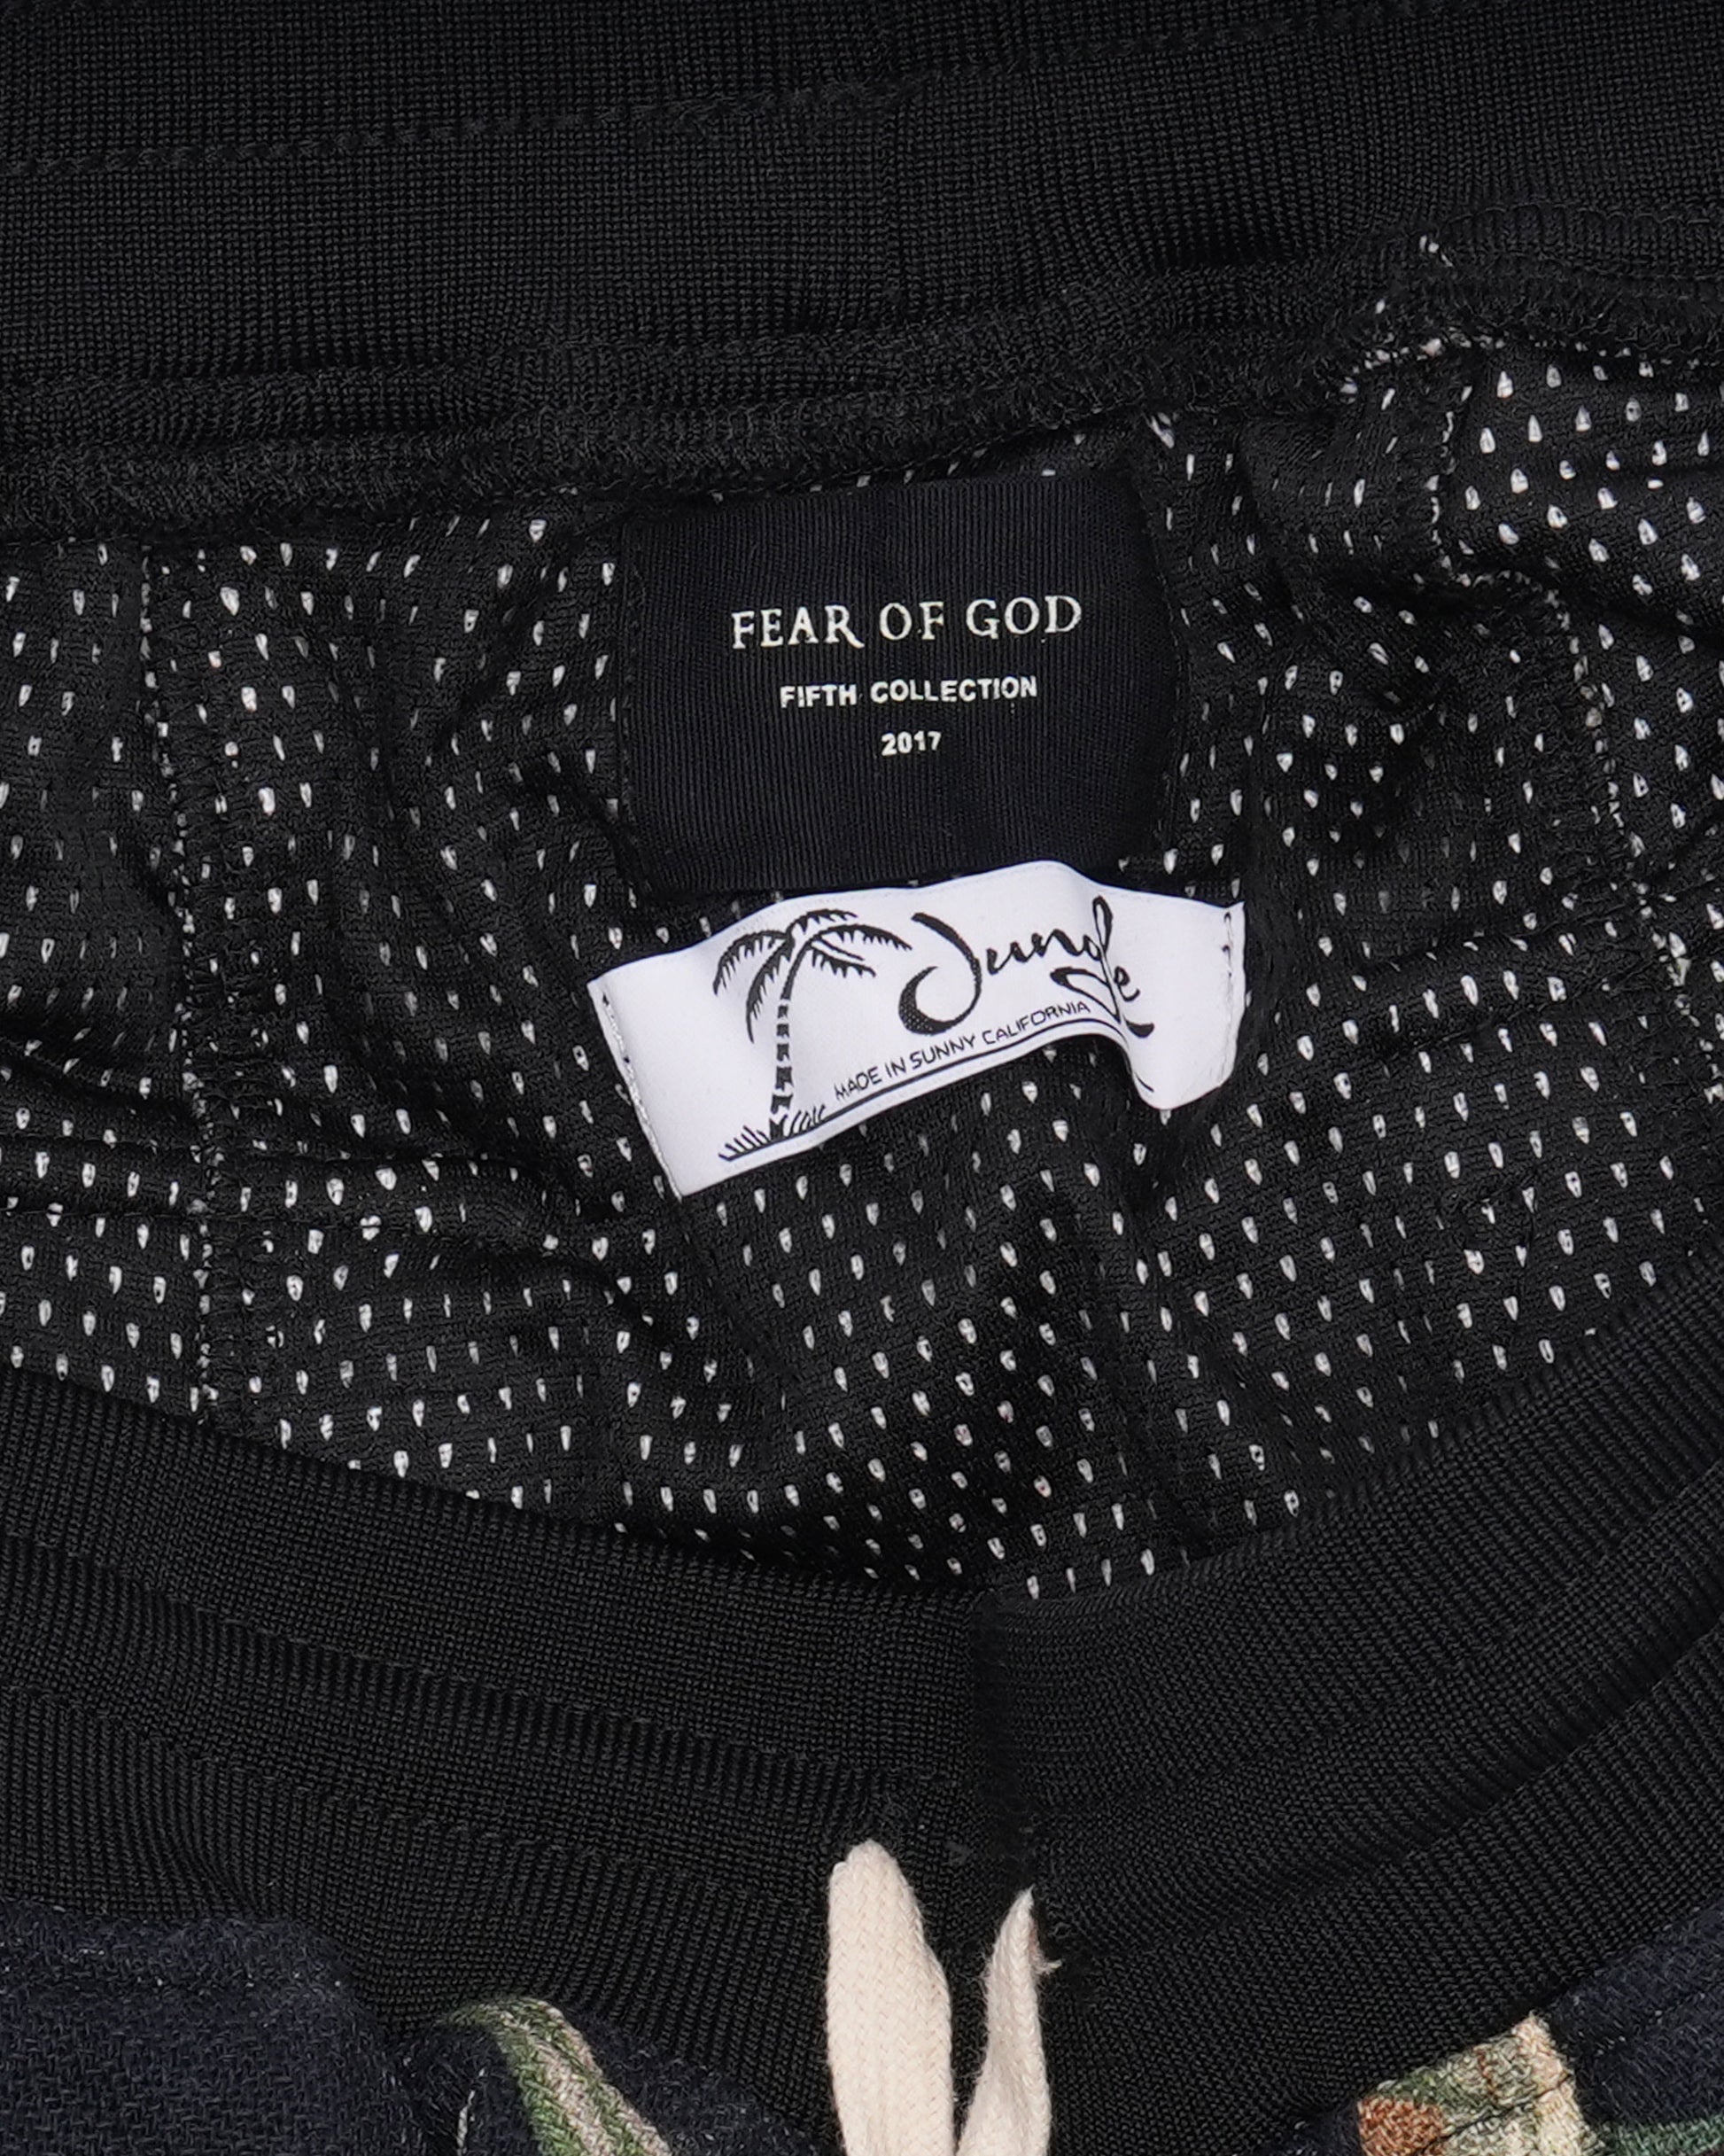 FEAR OF GOD
FIFTH COLLECTION
2017
Jungle
MADE IN SUNNY CALIFORNIA